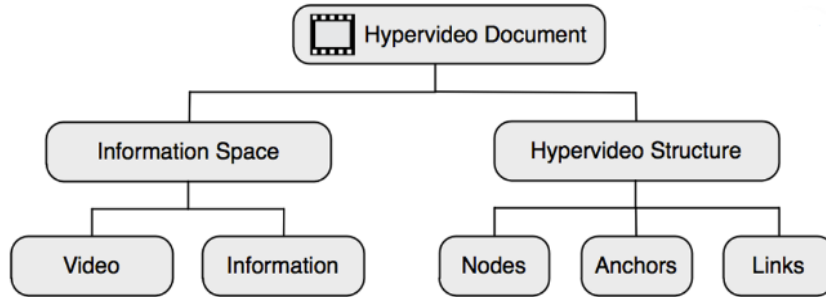 Hypervideo Document
Information Space
Hypervideo Structure
Video
Information
Nodes
Anchors
Links